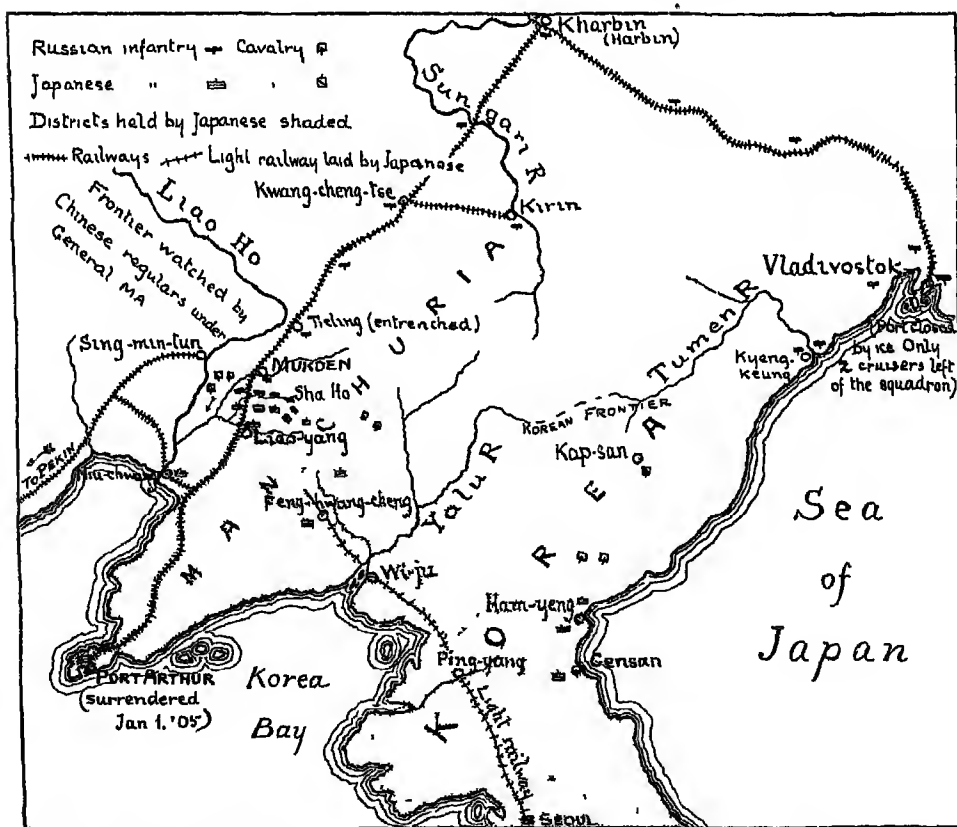 Russian infantry Cavalry
Japanese " "
Districts held by Japanese shaded
Railways Light railway laid by Japanese
Kharbin
(Harbin)
Sungari R
Kwang-cheng-tse
Kirin
Liao Ho
Frontier watched by
Chinese regulars under
General MA
Sing-min-tun
Tieling (entrenched)
MUKDEN
Sha Ho
Liao-yang
MANCHURIA
Vladivostok
(Port closed
by ice Only
2 cruisers left
of the squadron)
Kyeng-
keung
Tumen R
KOREAN FRONTIER
Kap-san
TO PEKIN
Niu-chwang
Feng-hwang-cheng
Yalu R
KOREA
Sea
of
Japan
Wi-ju
Ham-yeng
Gensan
Ping-yang
Light railway
PORT ARTHUR
(surrendered
Jan 1. '05)
Korea
Bay
SEOUL